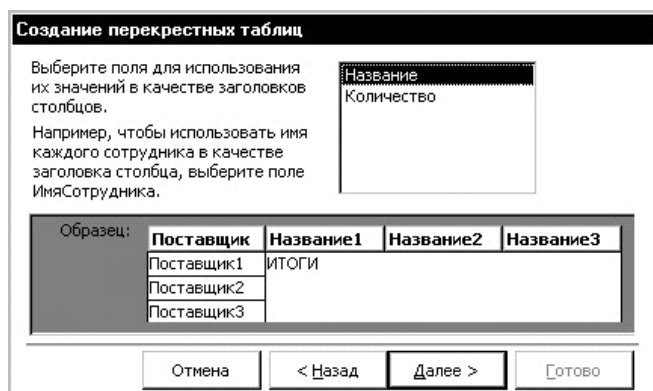 Создание перекрестных таблиц
Выберите поля для использования
их значений в качестве заголовков
столбцов.
Например, чтобы использовать имя
каждого сотрудника в качестве
заголовка столбца, выберите поле
ИмяСотрудника.
Название
Количество
Образец:
Поставщик Название1 Название2 Название3
Поставщик1 ИТОГИ
Поставщик2
Поставщик3
Отмена < Назад Далее > Готово